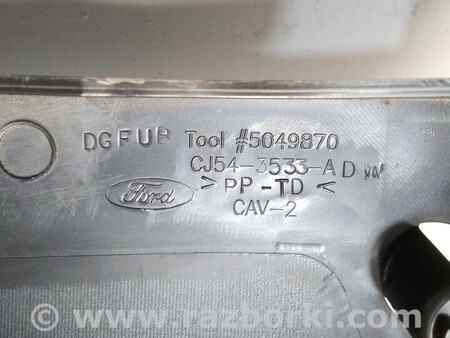 DGFUB Tool #5049870
CJ54-3533-AD
>PP-TD<
Ford
CAV-2
© www.razborki.com